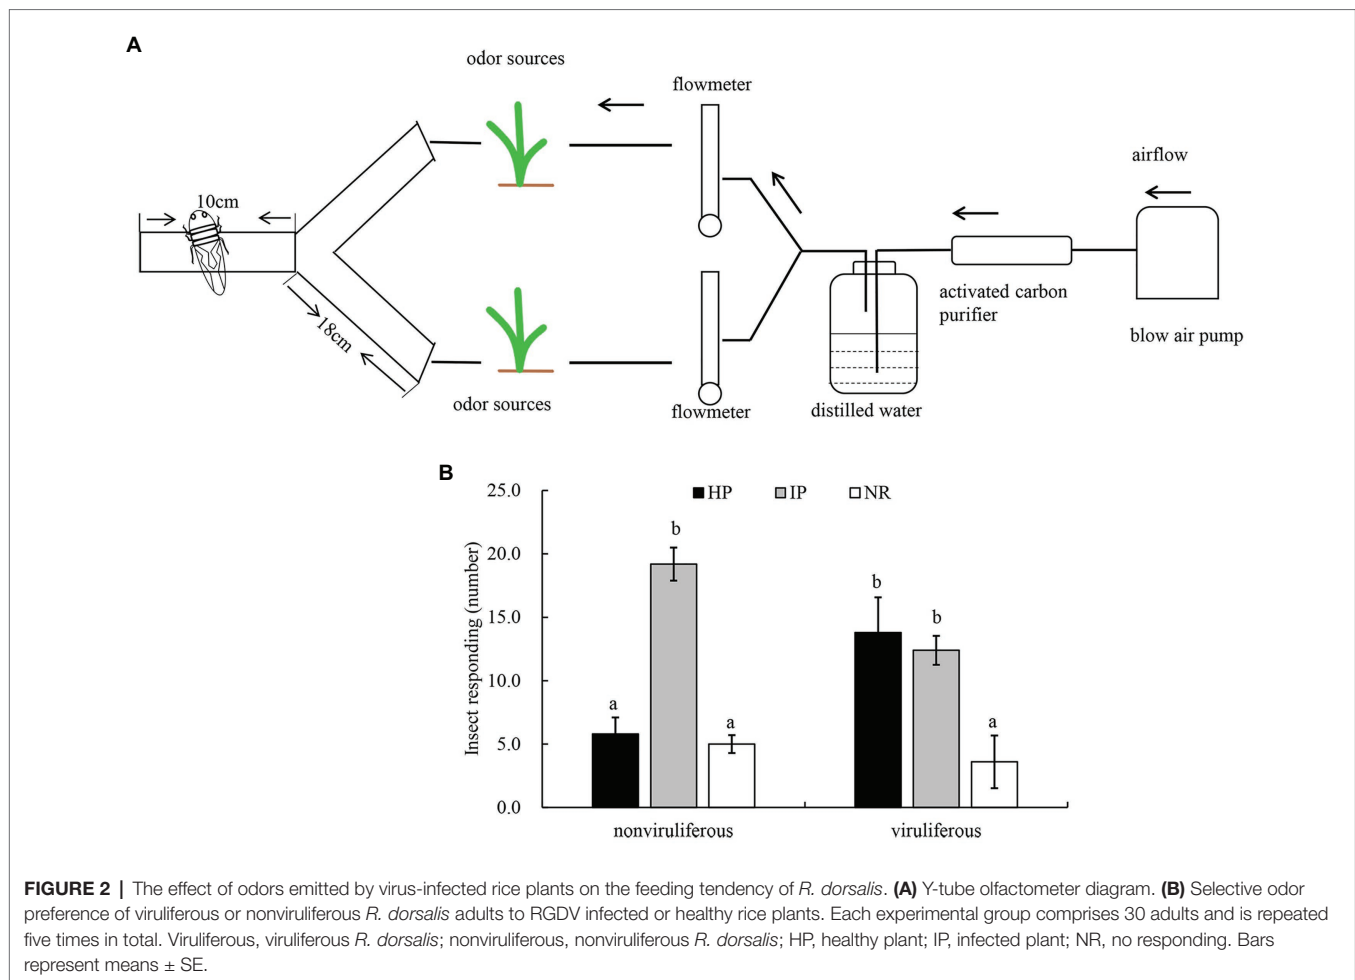 A
odor sources
flowmeter
airflow
10cm
18cm
activated carbon
purifier
blow air pump
odor sources
flowmeter
distilled water
B
25.0
20.0
15.0
10.0
5.0
0.0
Insect responding (number)
HP
IP
NR
a
b
a
b
b
a
nonviruliferous
viruliferous
FIGURE 2 | The effect of odors emitted by virus-infected rice plants on the feeding tendency of R. dorsalis. (A) Y-tube olfactometer diagram. (B) Selective odor
preference of viruliferous or nonviruliferous R. dorsalis adults to RGDV infected or healthy rice plants. Each experimental group comprises 30 adults and is repeated
five times in total. Viruliferous, viruliferous R. dorsalis; nonviruliferous, nonviruliferous R. dorsalis; HP, healthy plant; IP, infected plant; NR, no responding. Bars
represent means ± SE.